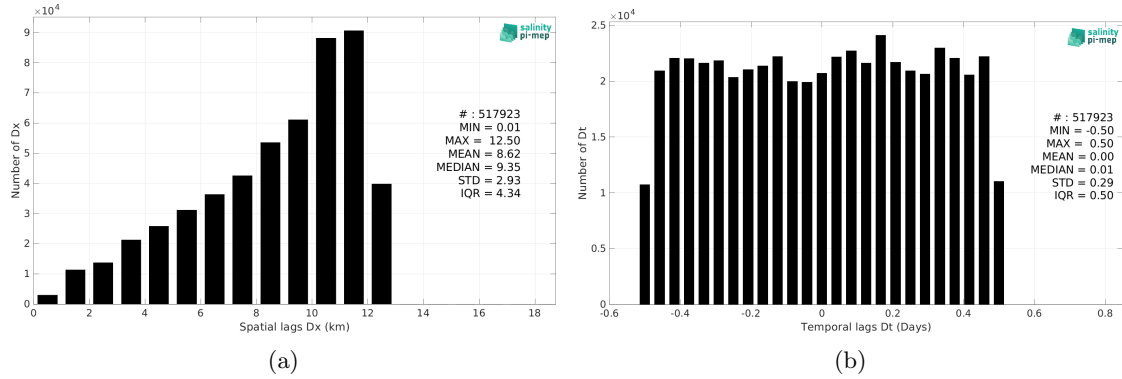 ×10⁴
9
8
7
6
5
4
3
2
1
0
Number of Dx
salinity
pi-mep
# : 517923
MIN = 0.01
MAX = 12.50
MEAN = 8.62
MEDIAN = 9.35
STD = 2.93
IQR = 4.34
0 2 4 6 8 10 12 14 16 18
Spatial lags Dx (km)
(a)
×10⁴
2.5
2
1.5
1
0.5
0
Number of Dt
salinity
pi-mep
# : 517923
MIN = -0.50
MAX = 0.50
MEAN = 0.00
MEDIAN = 0.01
STD = 0.29
IQR = 0.50
-0.6 -0.4 -0.2 0 0.2 0.4 0.6 0.8
Temporal lags Dt (Days)
(b)